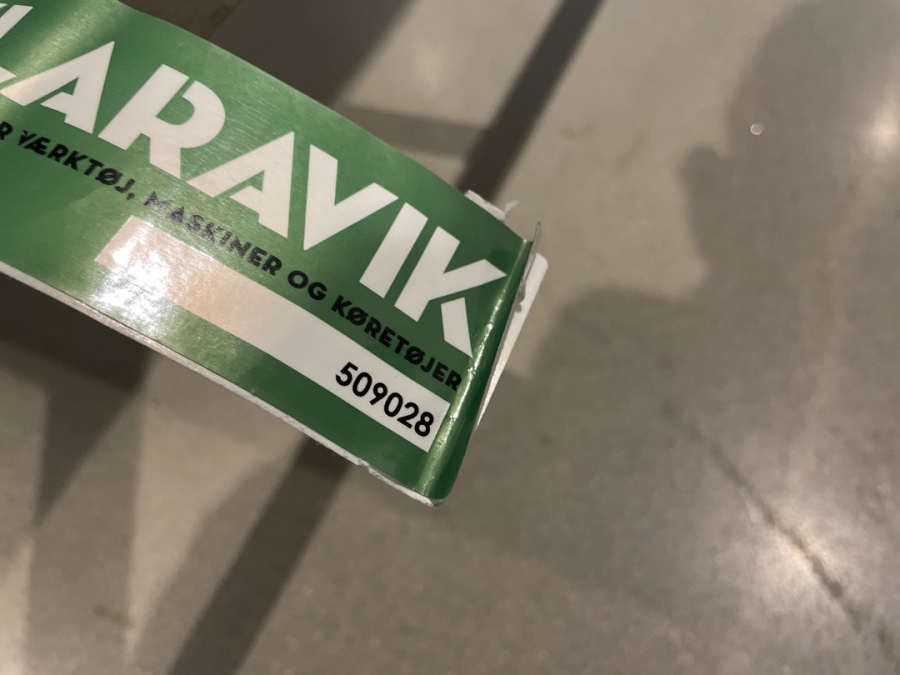 LARAVIK
R VÆRKTØJ, MASKINER OG KØRETØJER
509028